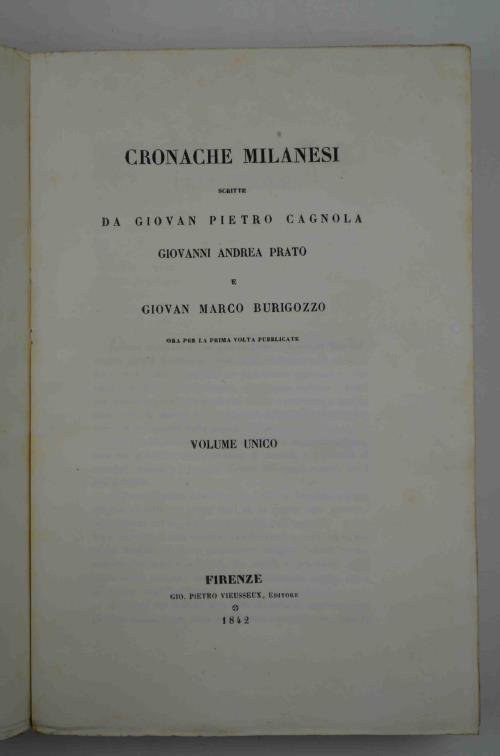 CRONACHE MILANESI
SCRITTE
DA GIOVAN PIETRO CAGNOLA
GIOVANNI ANDREA PRATO
E
GIOVAN MARCO BURIGOZZO
ORA PER LA PRIMA VOLTA PUBBLICATE
VOLUME UNICO
FIRENZE
GIO. PIETRO VIEUSSEUX, EDITORE
1842